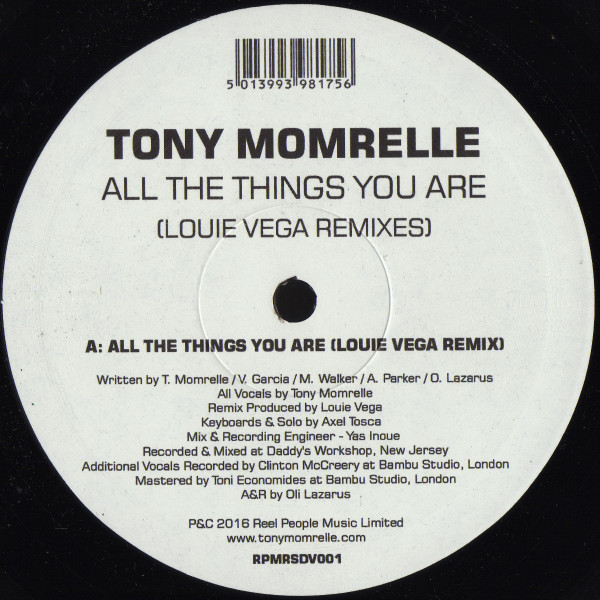 5 013993 981756
TONY MOMRELLE
ALL THE THINGS YOU ARE
(LOUIE VEGA REMIXES)
A: ALL THE THINGS YOU ARE (LOUIE VEGA REMIX)
Written by T. Momrelle / V. Garcia / M. Walker / A. Parker / O. Lazarus
All Vocals by Tony Momrelle
Remix Produced by Louie Vega
Keyboards & Solo by Axel Tosca
Mix & Recording Engineer - Yas Inoue
Recorded & Mixed at Daddy's Workshop, New Jersey
Additional Vocals Recorded by Clinton McCreery at Bambu Studio, London
Mastered by Toni Economides at Bambu Studio, London
A&R by Oli Lazarus
P&C 2016 Reel People Music Limited
www.tonymomrelle.com
RPMRSDV001